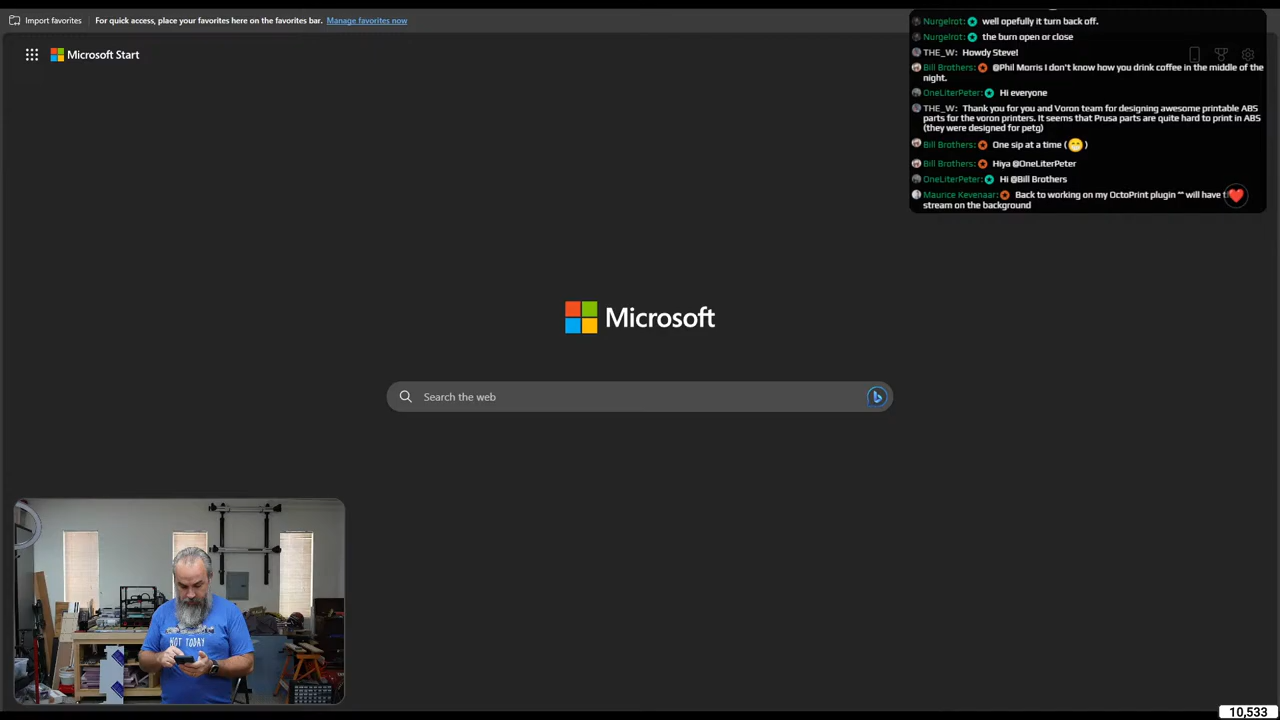 Import favorites
For quick access, place your favorites here on the favorites bar. Manage favorites now
Microsoft Start
Nurgelrot: well opefully it turn back off.
Nurgelrot: the burn open or close
THE_W: Howdy Steve!
Bill Brothers: @Phil Morris I don't know how you drink coffee in the middle of the
night.
OneLiterPeter: Hi everyone
THE_W: Thank you for you and Voron team for designing awesome printable ABS
parts for the voron printers. It seems that Prusa parts are quite hard to print in ABS
(they were designed for petg)
Bill Brothers: One sip at a time (😁)
Bill Brothers: Hiya @OneLiterPeter
OneLiterPeter: Hi @Bill Brothers
Maurice Kevenaar: Back to working on my OctoPrint plugin ^^ will have
stream on the background
Microsoft
Search the web
NOT TODAY
10,533